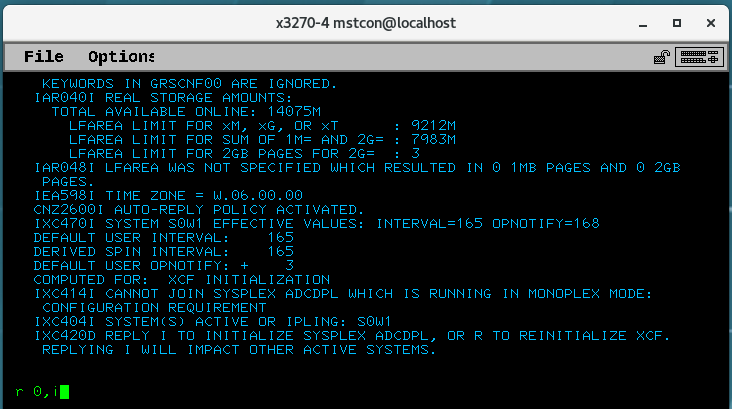 x3270-4 mstcon@localhost
File Options
KEYWORDS IN GRSCNF00 ARE IGNORED.
IAR040I REAL STORAGE AMOUNTS:
TOTAL AVAILABLE ONLINE: 14075M
LFAREA LIMIT FOR xM, xG, OR xT : 9212M
LFAREA LIMIT FOR SUM OF 1M= AND 2G= : 7983M
LFAREA LIMIT FOR 2GB PAGES FOR 2G= : 3
IAR048I LFAREA WAS NOT SPECIFIED WHICH RESULTED IN 0 1MB PAGES AND 0 2GB
PAGES.
IEA598I TIME ZONE = W.06.00.00
CNZ2600I AUTO-REPLY POLICY ACTIVATED.
IXC470I SYSTEM S0W1 EFFECTIVE VALUES: INTERVAL=165 OPNOTIFY=168
DEFAULT USER INTERVAL: 165
DERIVED SPIN INTERVAL: 165
DEFAULT USER OPNOTIFY: + 3
COMPUTED FOR: XCF INITIALIZATION
IXC414I CANNOT JOIN SYSPLEX ADCDPL WHICH IS RUNNING IN MONOPLEX MODE:
CONFIGURATION REQUIREMENT
IXC404I SYSTEM(S) ACTIVE OR IPLING: S0W1
IXC420D REPLY I TO INITIALIZE SYSPLEX ADCDPL, OR R TO REINITIALIZE XCF.
REPLYING I WILL IMPACT OTHER ACTIVE SYSTEMS.
r 0,i